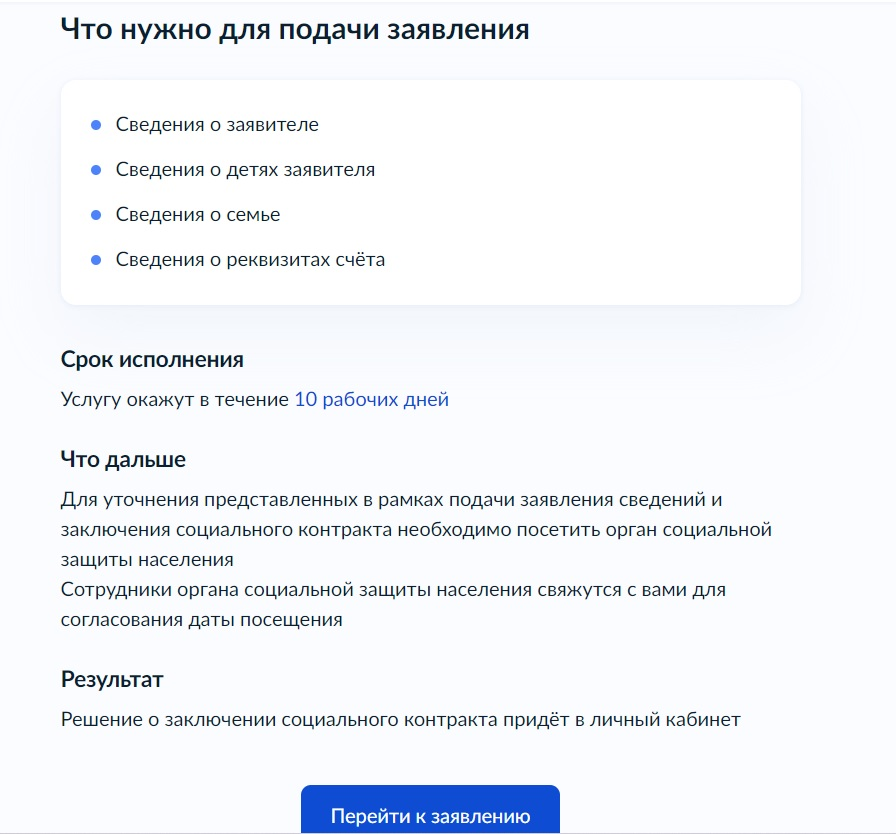 Что нужно для подачи заявления
Сведения о заявителе
Сведения о детях заявителя
Сведения о семье
Сведения о реквизитах счёта
Срок исполнения
Услугу окажут в течение 10 рабочих дней
Что дальше
Для уточнения представленных в рамках подачи заявления сведений и
заключения социального контракта необходимо посетить орган социальной
защиты населения
Сотрудники органа социальной защиты населения свяжутся с вами для
согласования даты посещения
Результат
Решение о заключении социального контракта придёт в личный кабинет
Перейти к заявлению